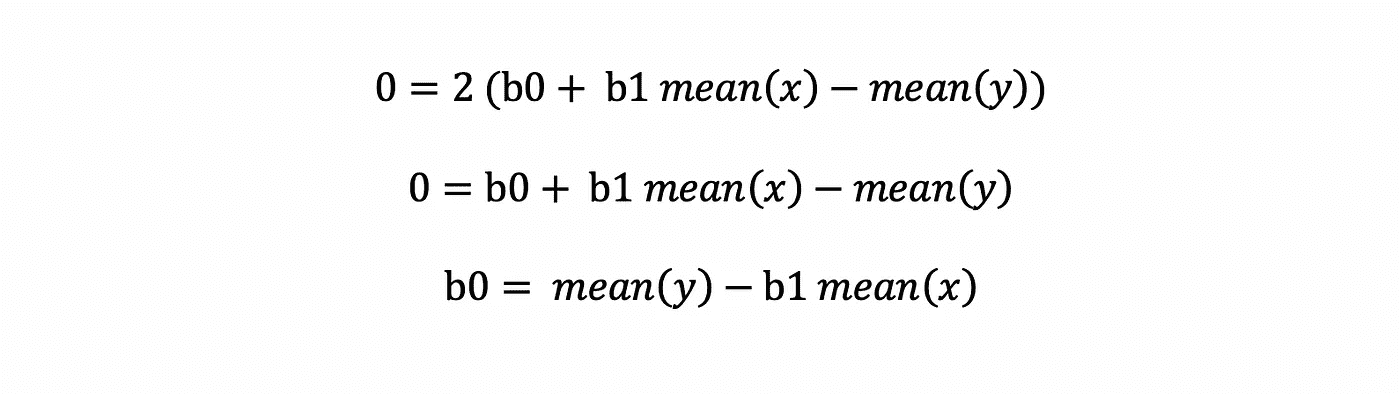 0 = 2 (b0 + b1 mean(x) − mean(y))
0 = b0 + b1 mean(x) − mean(y)
b0 = mean(y) − b1 mean(x)